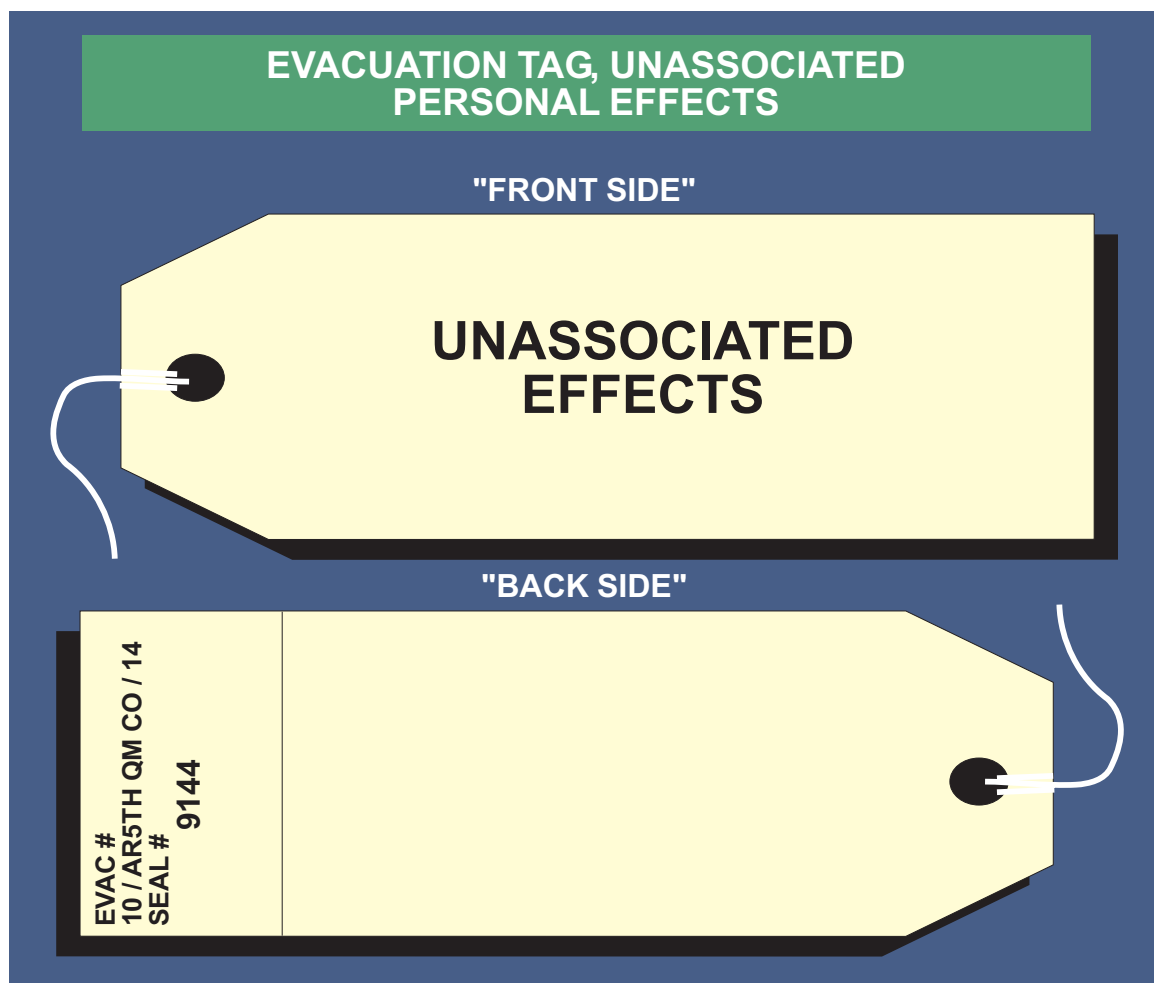 EVACUATION TAG, UNASSOCIATED
PERSONAL EFFECTS
"FRONT SIDE"
UNASSOCIATED
EFFECTS
"BACK SIDE"
EVAC #
10 / AR5TH QM CO / 14
SEAL #
9144